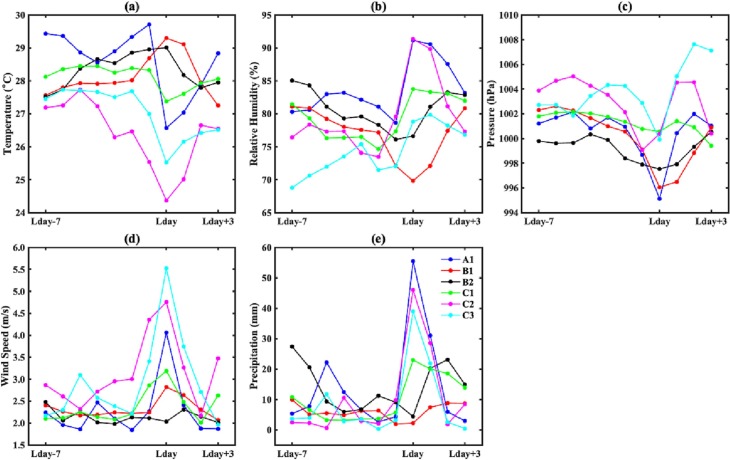 (a)
30
29
28
27
26
25
24
Temperature (°C)
Lday-7 Lday Lday+3
(b)
95
90
85
80
75
70
65
Relative Humidity (%)
Lday-7 Lday Lday+3
(c)
1010
1008
1006
1004
1002
1000
998
996
994
Pressure (hPa)
Lday-7 Lday Lday+3
(d)
6.0
5.5
5.0
4.5
4.0
3.5
3.0
2.5
2.0
1.5
Wind Speed (m/s)
Lday-7 Lday Lday+3
(e)
60
50
40
30
20
10
0
Precipitation (mm)
Lday-7 Lday Lday+3
A1
B1
B2
C1
C2
C3